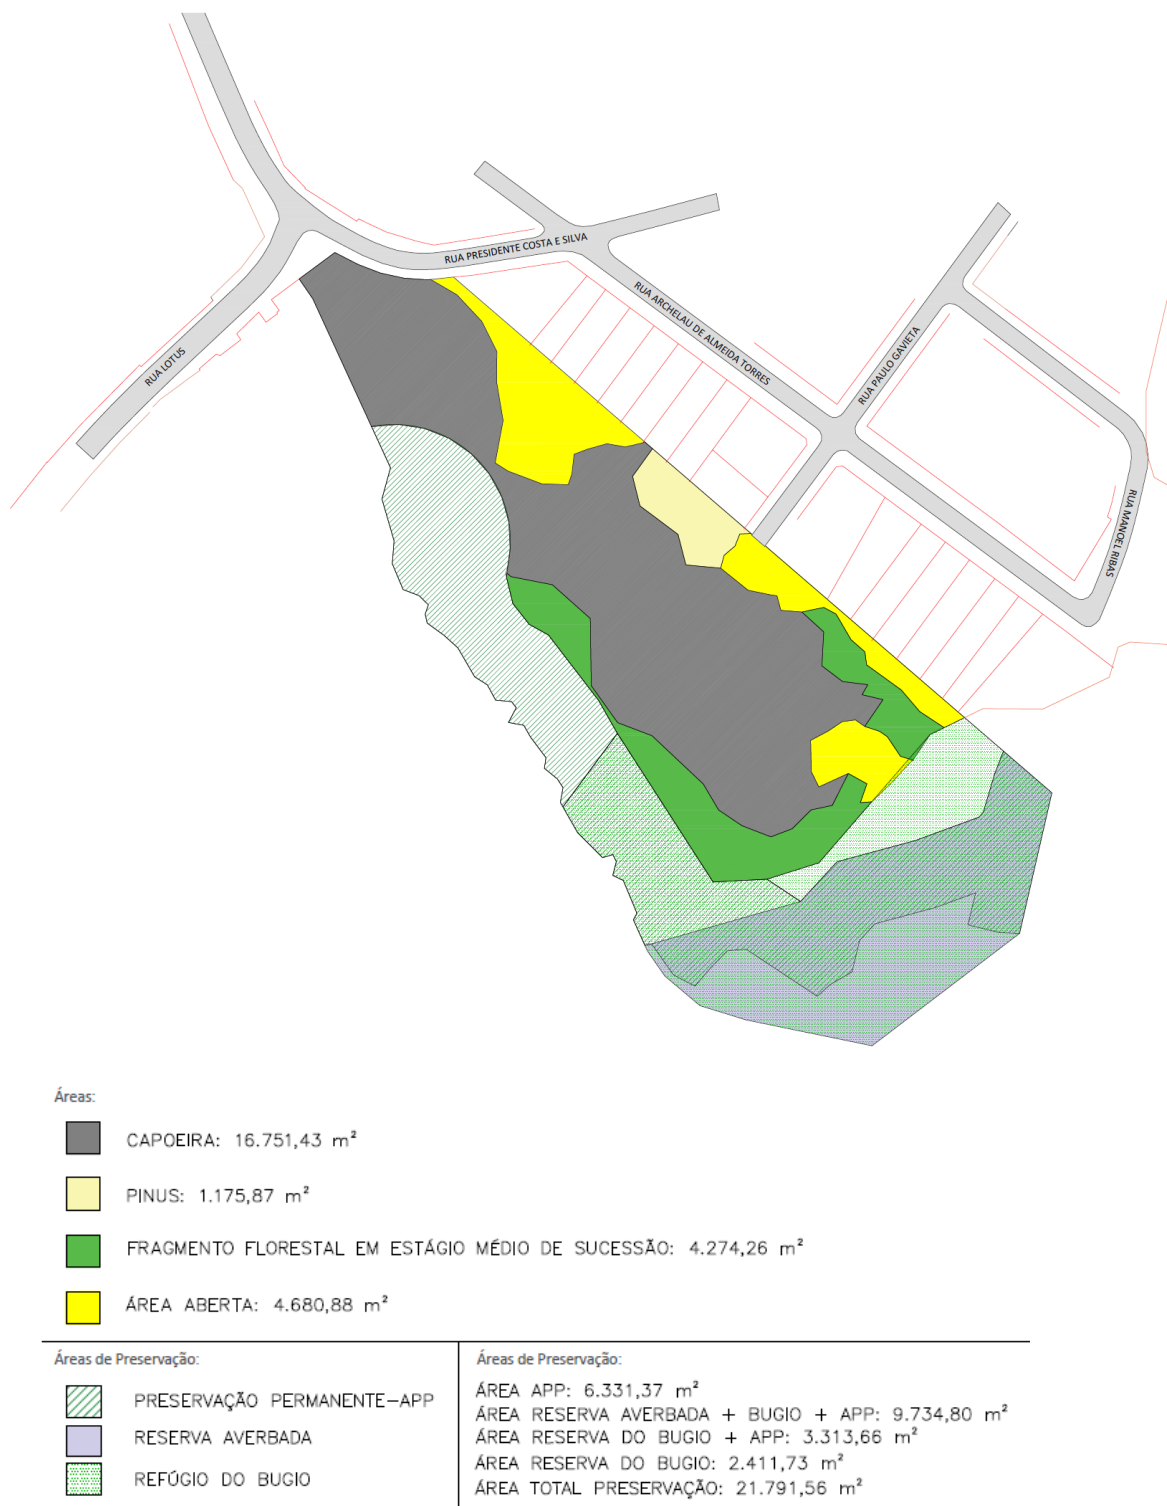 RUA PRESIDENTE COSTA E SILVA
RUA ARCHELAU DE ALMEIDA TORRES
RUA PAULO GAVIETA
RUA LOTUS
RUA MANOEL RIBAS
Áreas:
CAPOEIRA: 16.751,43 m²
PINUS: 1.175,87 m²
FRAGMENTO FLORESTAL EM ESTÁGIO MÉDIO DE SUCESSÃO: 4.274,26 m²
ÁREA ABERTA: 4.680,88 m²
Áreas de Preservação:
PRESERVAÇÃO PERMANENTE-APP
RESERVA AVERBADA
REFÚGIO DO BUGIO
Áreas de Preservação:
ÁREA APP: 6.331,37 m²
ÁREA RESERVA AVERBADA + BUGIO + APP: 9.734,80 m²
ÁREA RESERVA DO BUGIO + APP: 3.313,66 m²
ÁREA RESERVA DO BUGIO: 2.411,73 m²
ÁREA TOTAL PRESERVAÇÃO: 21.791,56 m²